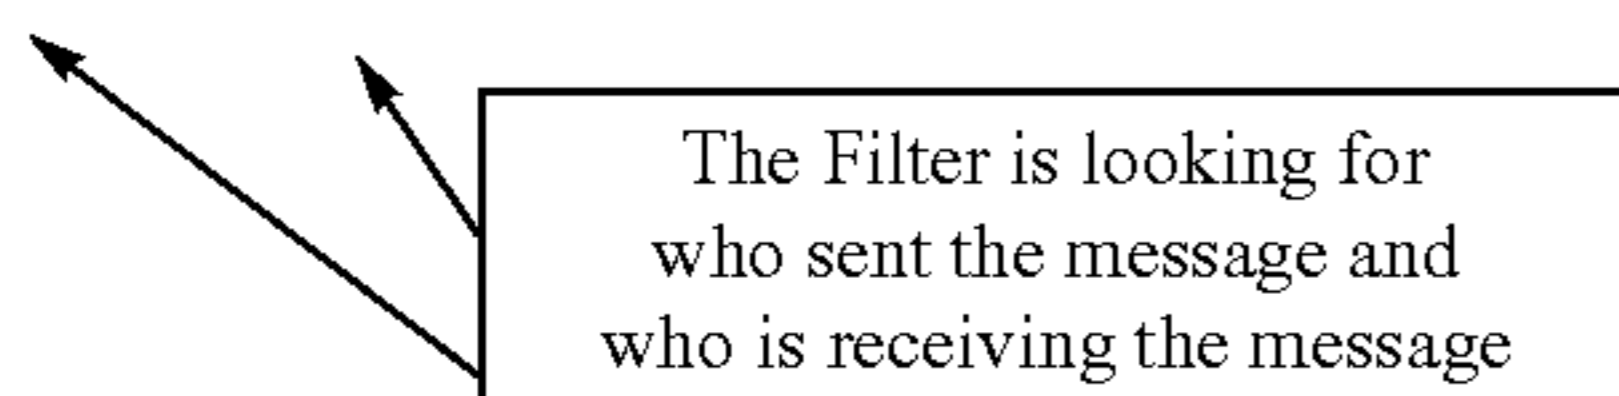 The Filter is looking for
who sent the message and
who is receiving the message